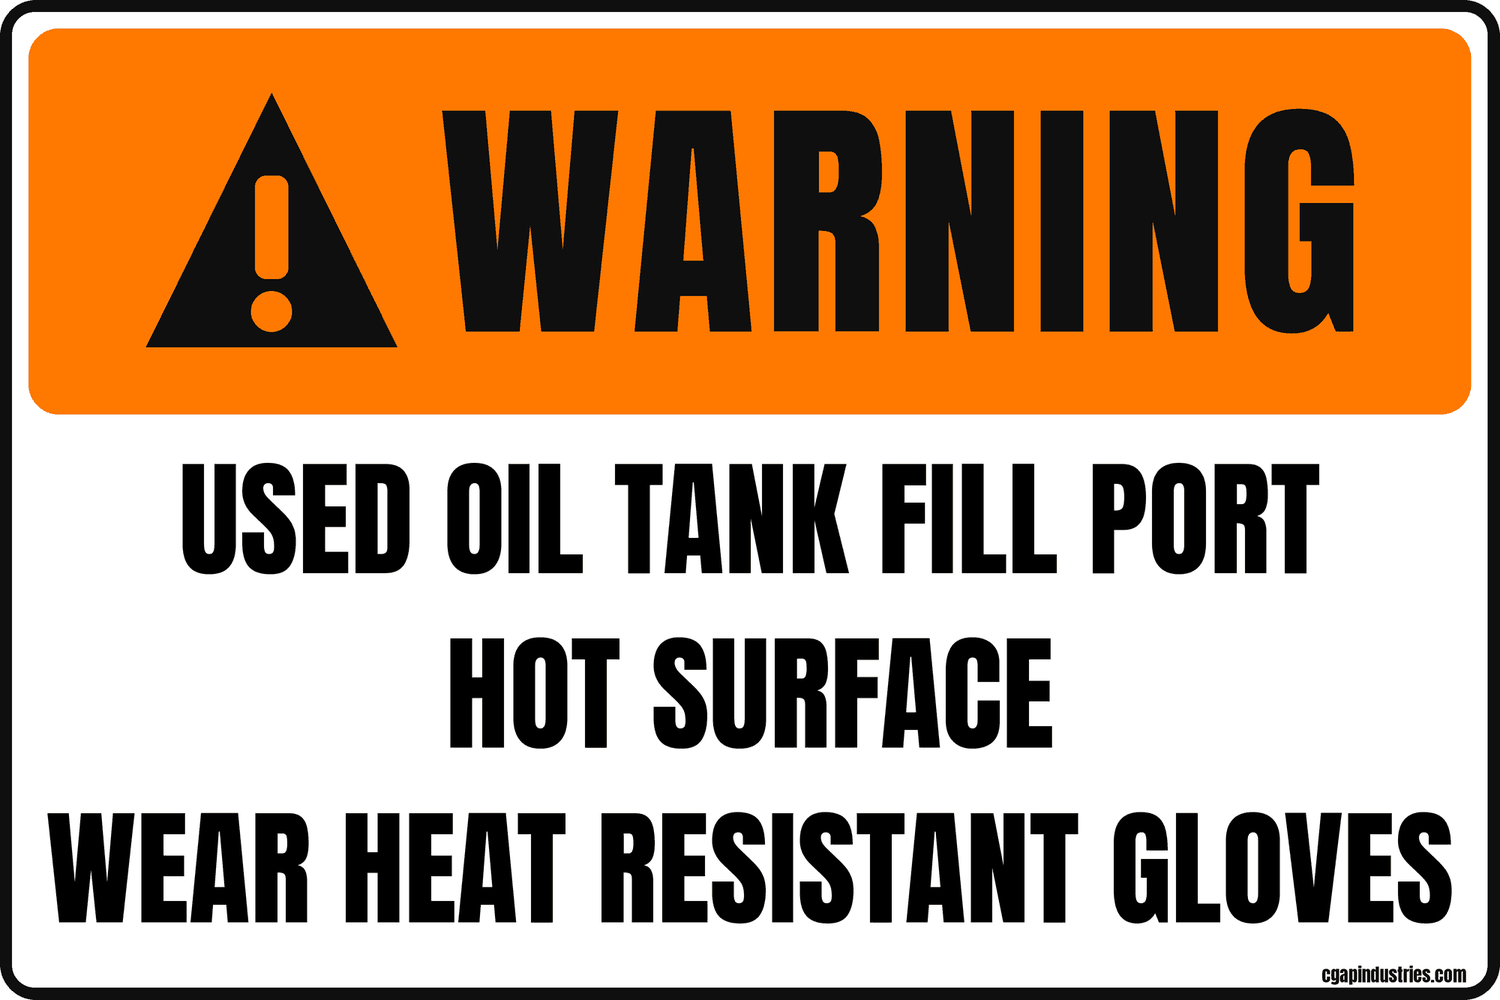 WARNING
USED OIL TANK FILL PORT
HOT SURFACE
WEAR HEAT RESISTANT GLOVES
cgapindustries.com